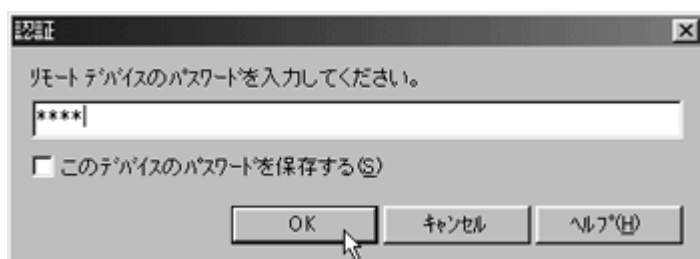 認証
ﾘﾓｰﾄ ﾃﾞﾊﾞｲｽのﾊﾟｽﾜｰﾄﾞを入力してください。
****
このﾃﾞﾊﾞｲｽのﾊﾟｽﾜｰﾄﾞを保存する(S)
OK
ｷｬﾝｾﾙ
ﾍﾙﾌﾟ(H)